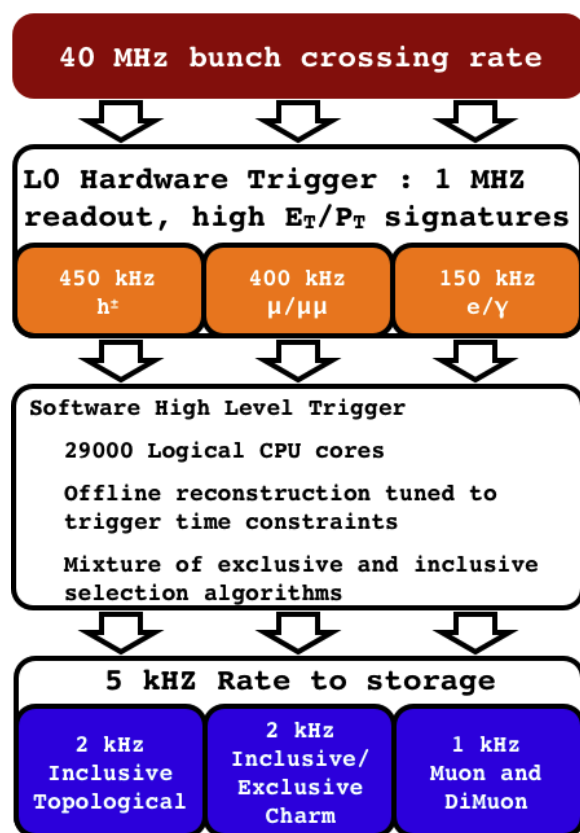 40 MHz bunch crossing rate
L0 Hardware Trigger : 1 MHz
readout, high E_T/P_T signatures
450 kHz
h±
400 kHz
μ/μμ
150 kHz
e/γ
Software High Level Trigger
29000 Logical CPU cores
Offline reconstruction tuned to
trigger time constraints
Mixture of exclusive and inclusive
selection algorithms
5 kHz Rate to storage
2 kHz
Inclusive
Topological
2 kHz
Inclusive/
Exclusive
Charm
1 kHz
Muon and
DiMuon